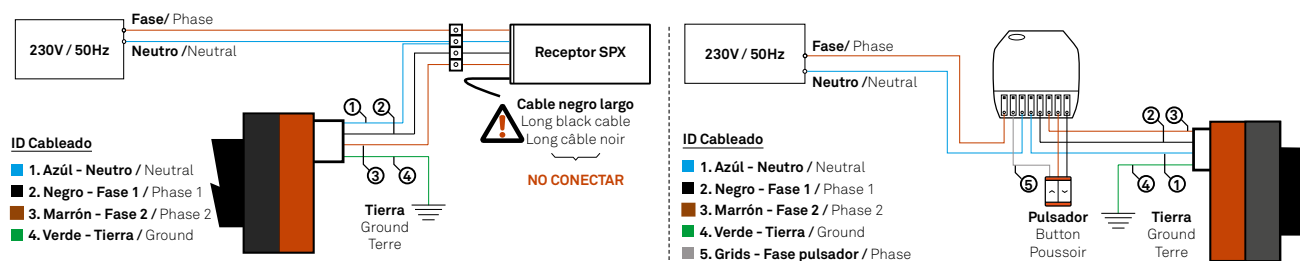 Fase/ Phase
230V / 50Hz
Neutro /Neutral
Receptor SPX
1
2
Cable negro largo
Long black cable
Long câble noir
NO CONECTAR
ID Cableado
1. Azúl - Neutro / Neutral
2. Negro - Fase 1 / Phase 1
3. Marrón - Fase 2 / Phase 2
4. Verde - Tierra / Ground
3
4
Tierra
Ground
Terre
230V / 50Hz
Fase/ Phase
Neutro /Neutral
2
3
ID Cableado
1. Azúl - Neutro / Neutral
2. Negro - Fase 1 / Phase 1
3. Marrón - Fase 2 / Phase 2
4. Verde - Tierra / Ground
5. Grids - Fase pulsador / Phase
5
4
1
Pulsador
Button
Poussoir
Tierra
Ground
Terre